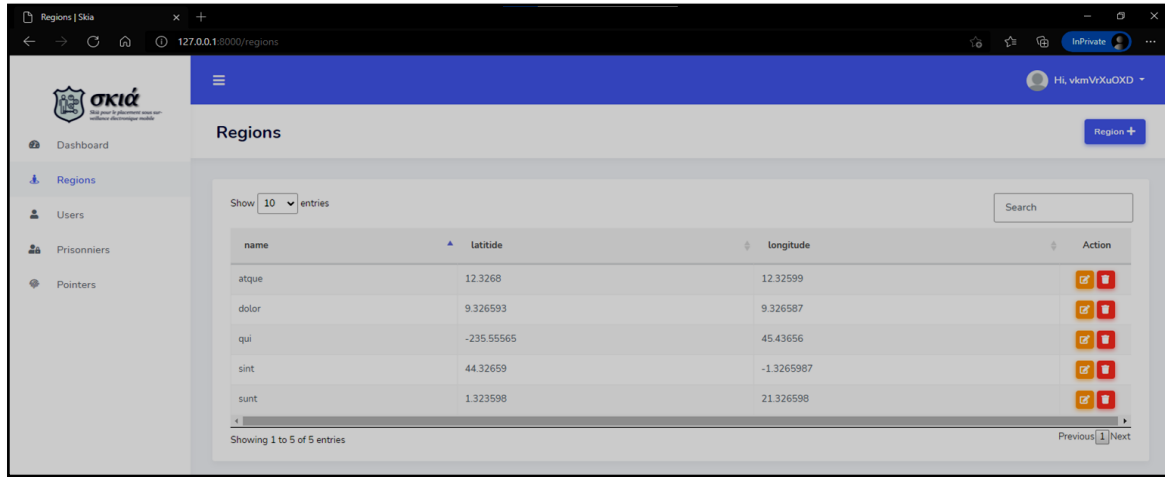 Regions | Skia
127.0.0.1:8000/regions
InPrivate
σκιά
Skiá pour le placement sous sur-
veillance électronique mobile
Hi, vkmVrXuOXD
Dashboard
Regions
Users
Prisonniers
Pointers
Regions
Region
Show 10 entries
Search
name latitide longitude Action
atque 12.3268 12.32599
dolor 9.326593 9.326587
qui -235.55565 45.43656
sint 44.32659 -1.3265987
sunt 1.323598 21.326598
Showing 1 to 5 of 5 entries
Previous 1 Next